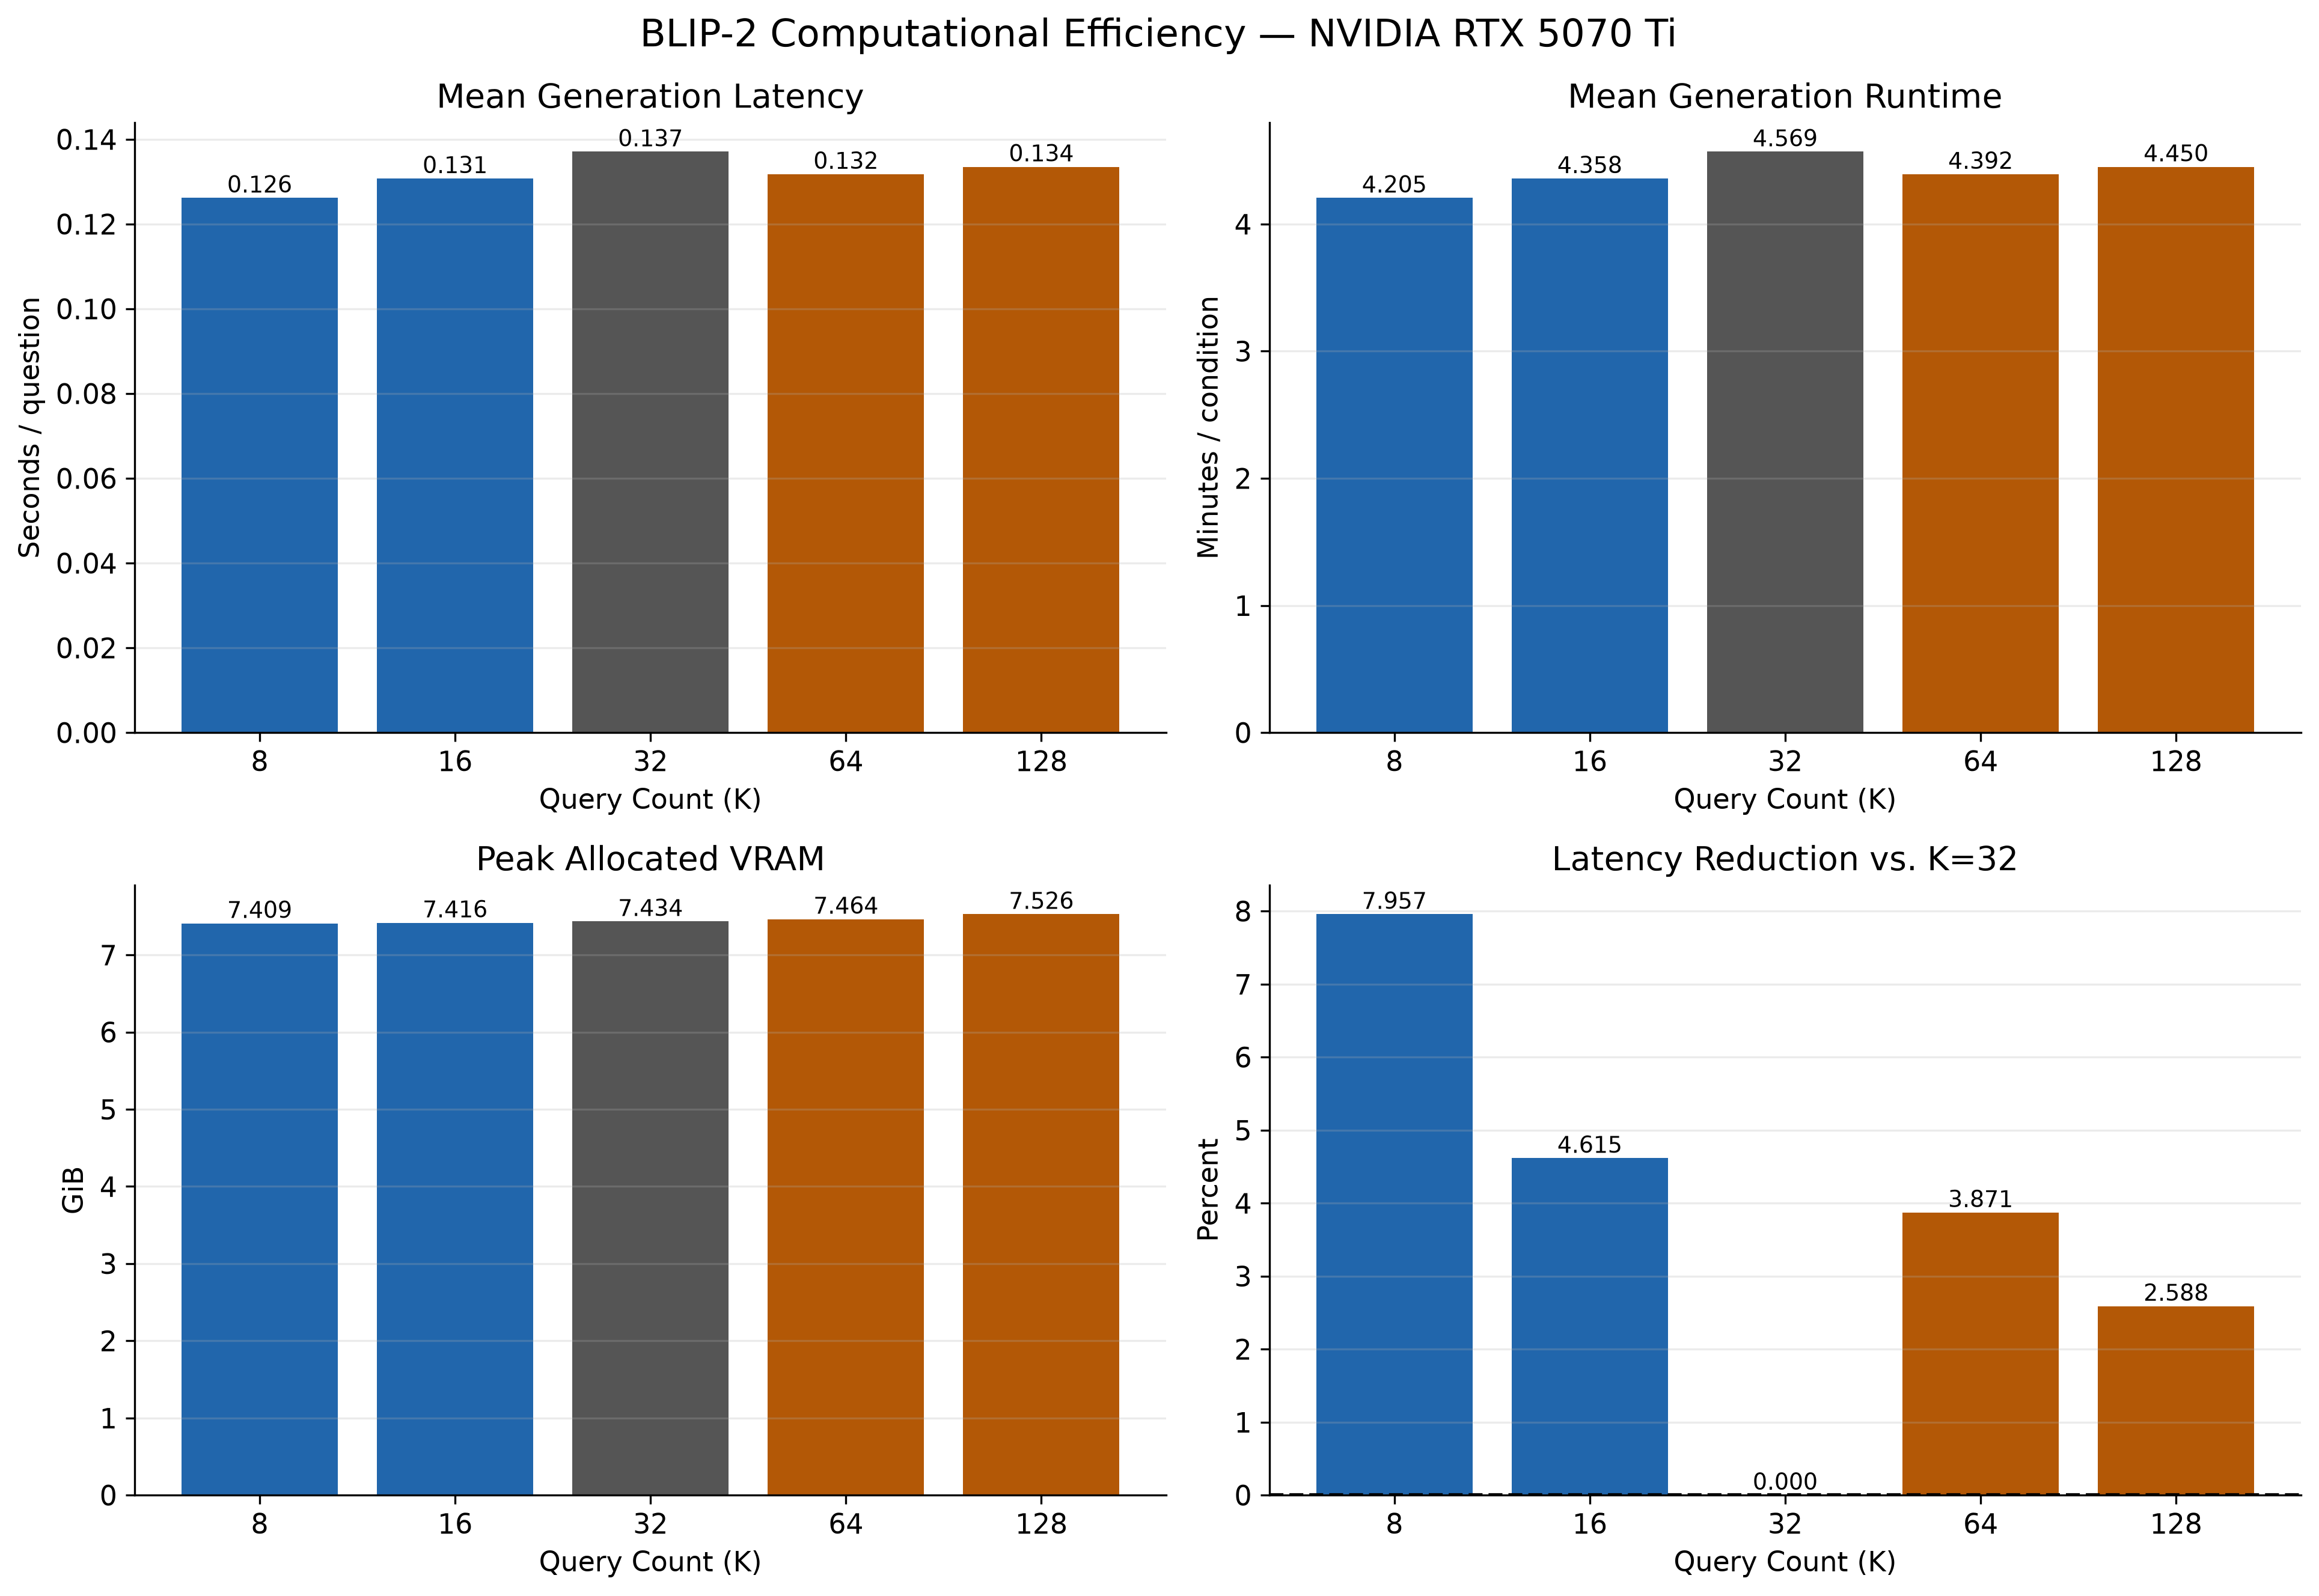 BLIP-2 Computational Efficiency — NVIDIA RTX 5070 Ti
Mean Generation Latency
Seconds / question
0.14
0.12
0.10
0.08
0.06
0.04
0.02
0.00
0.126
0.131
0.137
0.132
0.134
8 16 32 64 128
Query Count (K)
Mean Generation Runtime
Minutes / condition
4
3
2
1
0
4.205
4.358
4.569
4.392
4.450
8 16 32 64 128
Query Count (K)
Peak Allocated VRAM
GiB
7
6
5
4
3
2
1
0
7.409
7.416
7.434
7.464
7.526
8 16 32 64 128
Query Count (K)
Latency Reduction vs. K=32
Percent
8
7
6
5
4
3
2
1
0
7.957
4.615
0.000
3.871
2.588
8 16 32 64 128
Query Count (K)